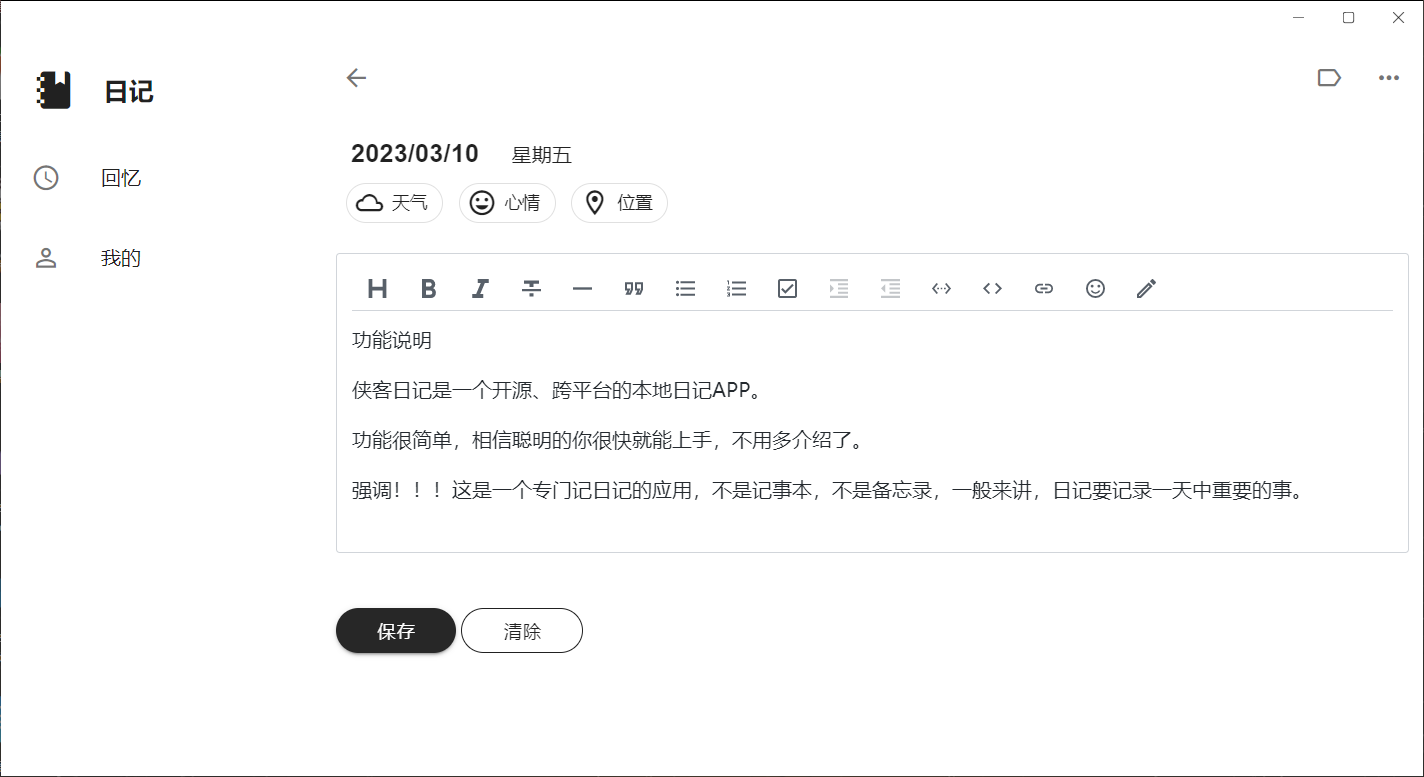 日记
回忆
我的
2023/03/10 星期五
天气 心情 位置
功能说明
侠客日记是一个开源、跨平台的本地日记APP。
功能很简单，相信聪明的你很快就能上手，不用多介绍了。
强调！！！这是一个专门记日记的应用，不是记事本，不是备忘录，一般来讲，日记要记录一天中重要的事。
保存 清除